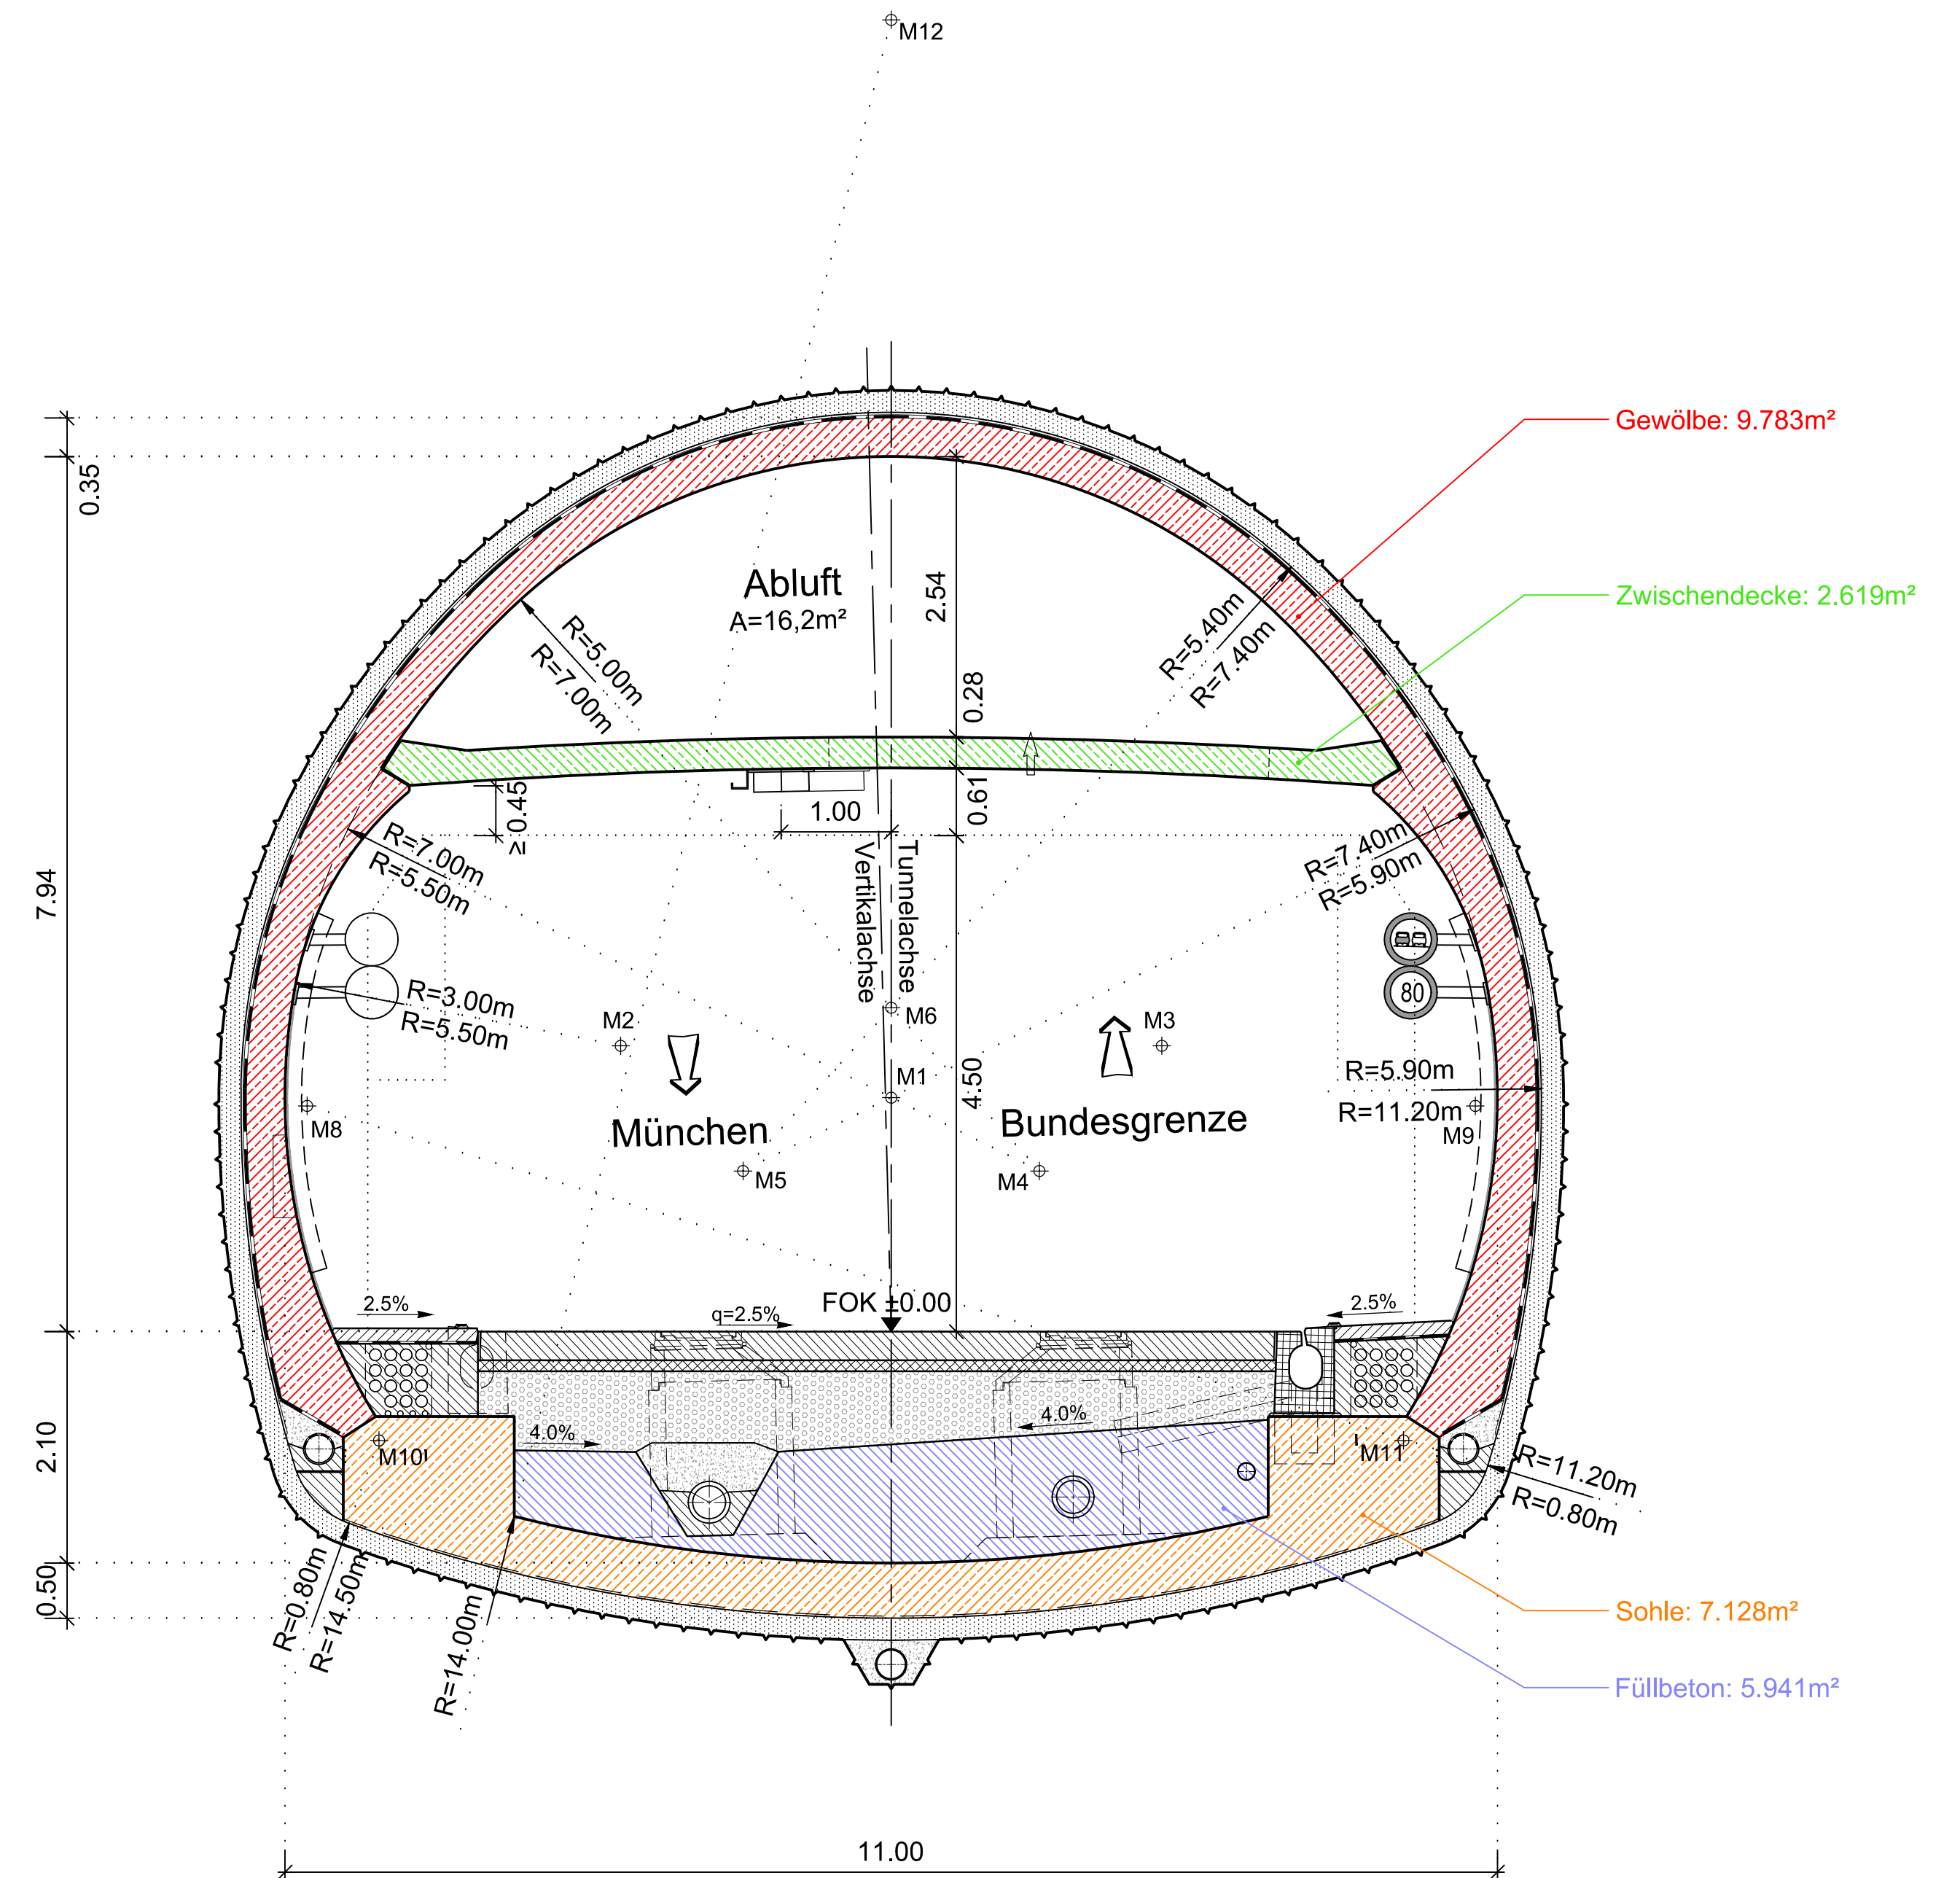 M12
Gewölbe: 9.783m²
0.35
Abluft
A=16,2m²
2.54
R=5.00m
R=7.00m
R=5.40m
R=7.40m
Zwischendecke: 2.619m²
0.28
≥0.45
1.00
0.61
7.94
R=7.00m
R=5.50m
Vertikalachse
Tunnelachse
R=7.40m
R=5.90m
R=3.00m
R=5.50m
80
M2
M6
M3
M1
4.50
R=5.90m
R=11.20m
M8
München
Bundesgrenze
M9
M5
M4
2.5%
q=2.5%
FOK ±0.00
2.5%
2.10
4.0%
4.0%
M10
M11
R=11.20m
R=0.80m
0.50
R=0.80m
R=14.50m
R=14.00m
Sohle: 7.128m²
Füllbeton: 5.941m²
11.00